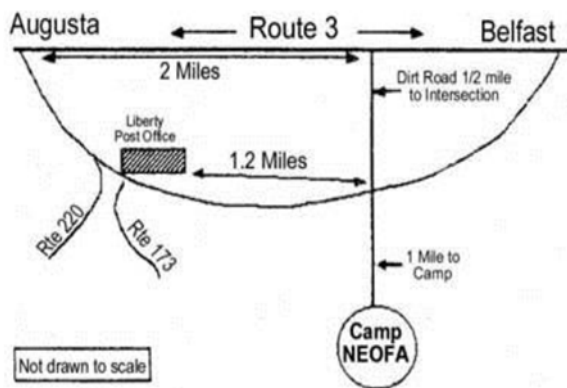 Augusta
Route 3
Belfast
2 Miles
Dirt Road 1/2 mile
to Intersection
Liberty
Post Office
1.2 Miles
Rte 220
Rte 173
1 Mile to
Camp
Camp
NEOFA
Not drawn to scale